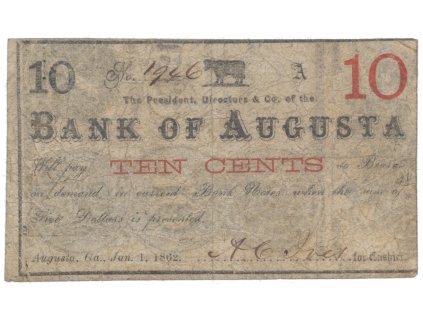 10 No. 1946 A 10
The President, Directors & Co. of the
BANK OF AUGUSTA
Will pay TEN CENTS to Bearer
on demand in current Bank Notes when the sum of
Five Dollars is presented.
Augusta, Ga., Jan. 1, 1862. A C Ives for Cashier